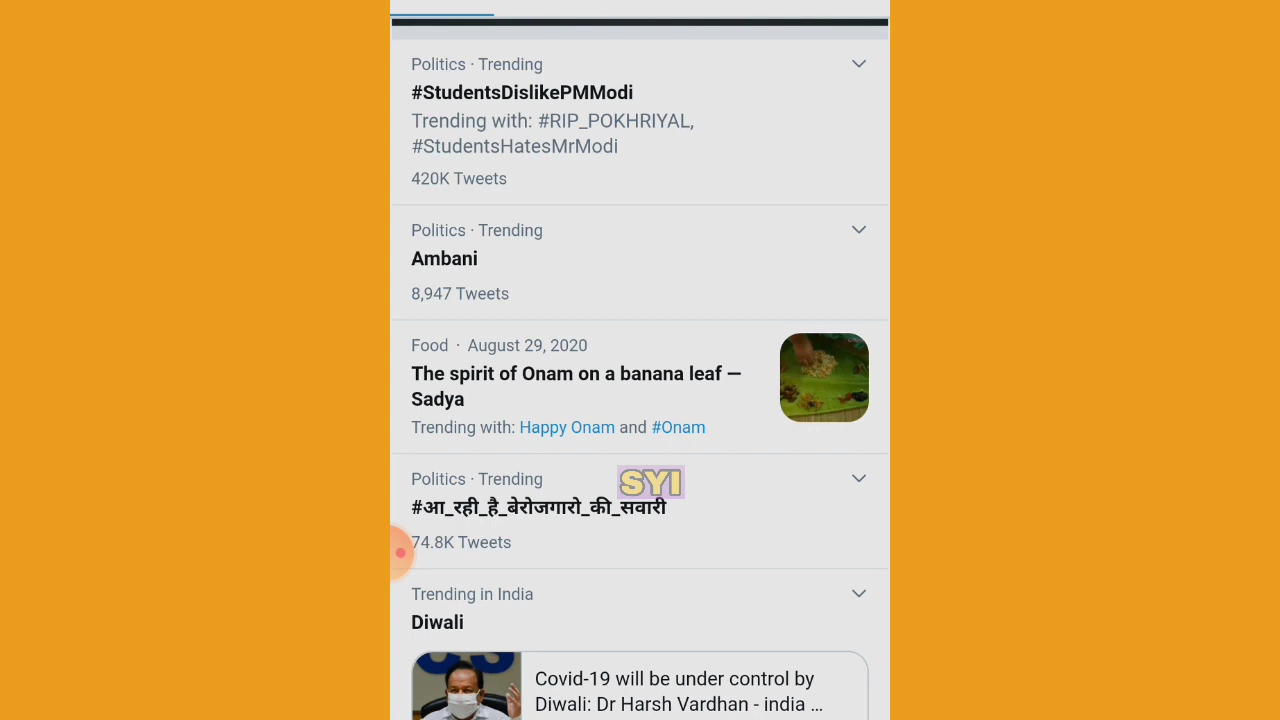 Politics · Trending
#StudentsDislikePMModi
Trending with: #RIP_POKHRIYAL,
#StudentsHatesMrModi
420K Tweets
Politics · Trending
Ambani
8,947 Tweets
Food · August 29, 2020
The spirit of Onam on a banana leaf —
Sadya
Trending with: Happy Onam and #Onam
Politics · Trending
SYI
#आ_रही_है_बेरोजगारो_की_सवारी
74.8K Tweets
Trending in India
Diwali
Covid-19 will be under control by
Diwali: Dr Harsh Vardhan - india ...